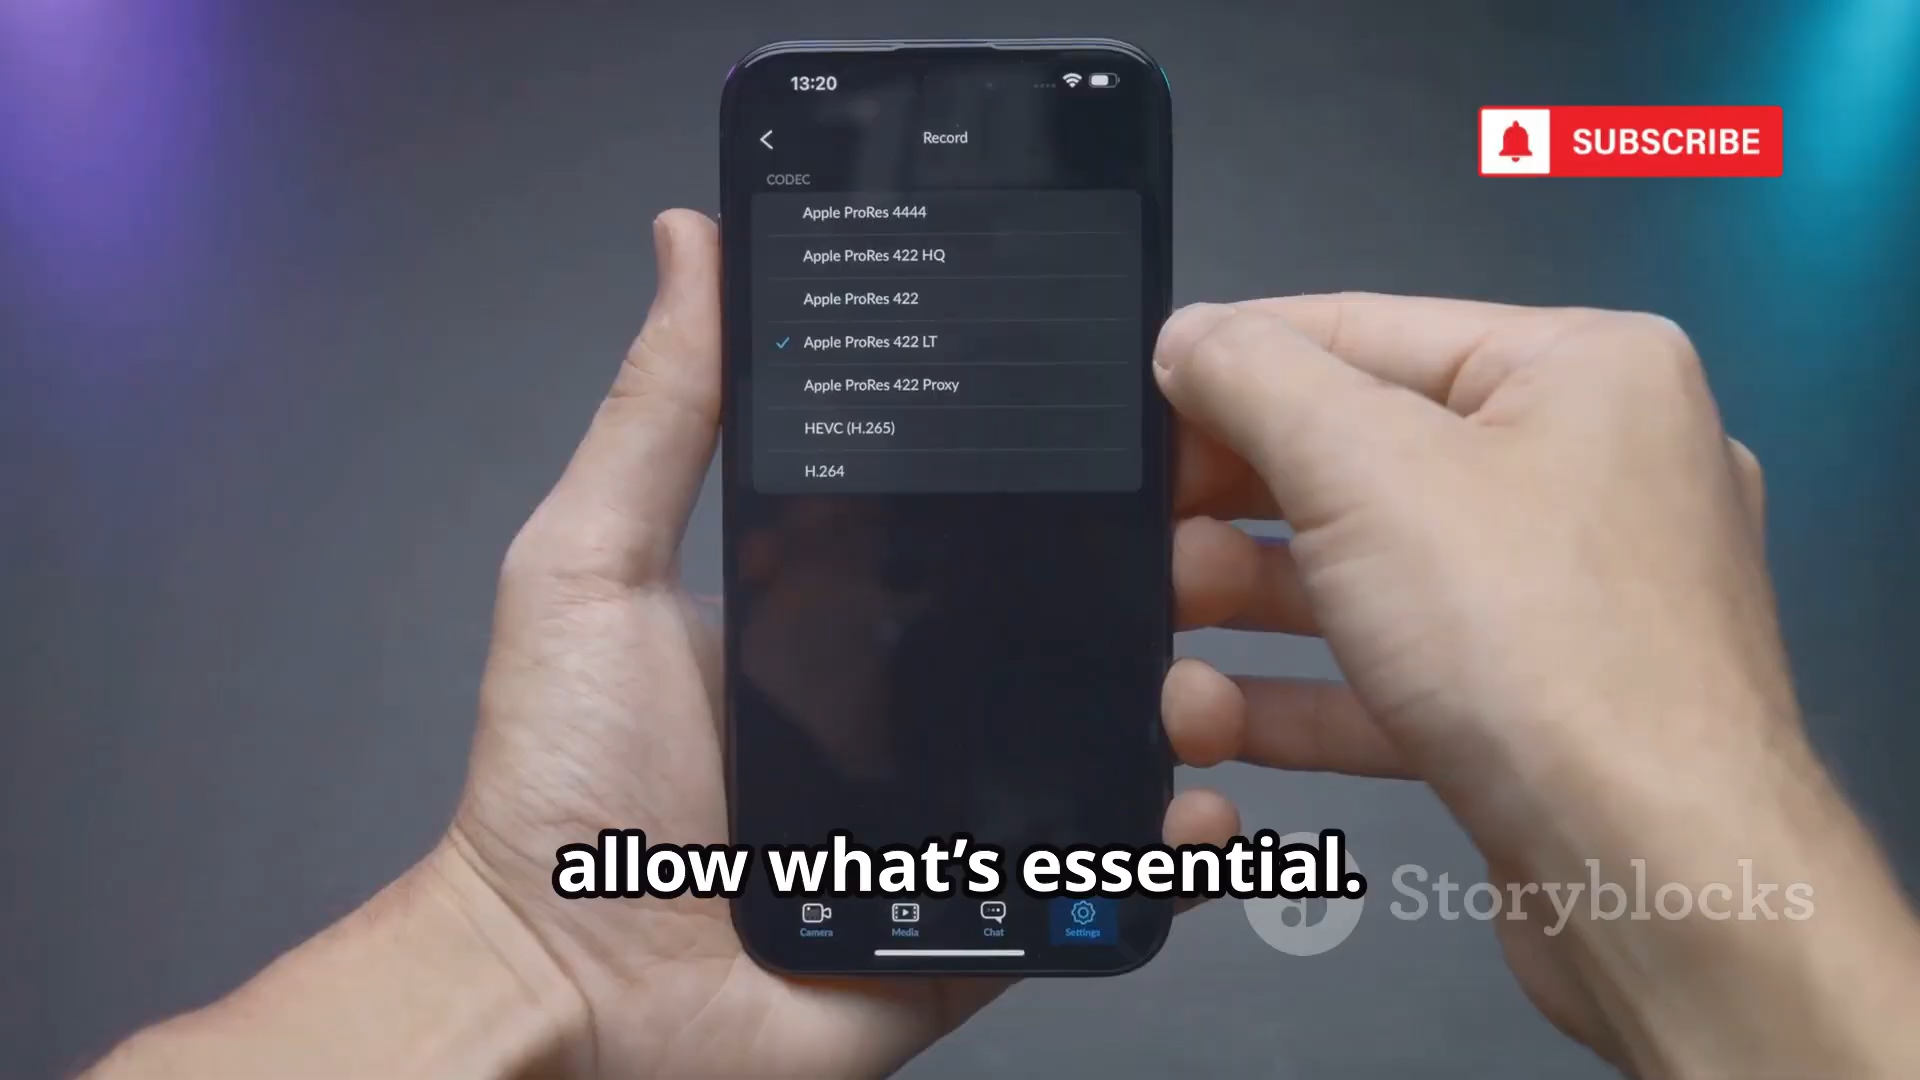 13:20
Record
SUBSCRIBE
CODEC
Apple ProRes 4444
Apple ProRes 422 HQ
Apple ProRes 422
Apple ProRes 422 LT
Apple ProRes 422 Proxy
HEVC (H.265)
H.264
allow what’s essential.
Storyblocks
Camera
Media
Chat
Settings